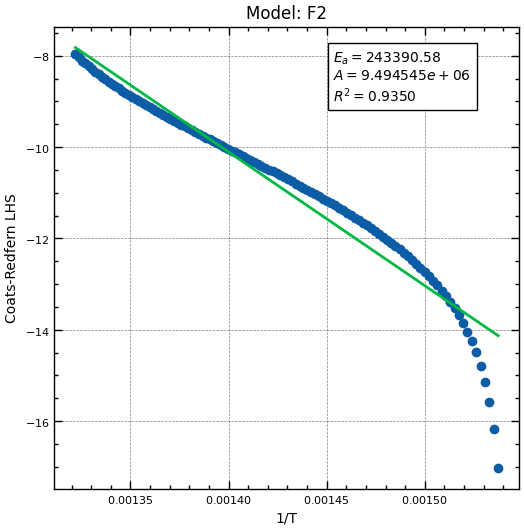 Model: F2
E_a = 243390.58
A = 9.494545e + 06
R² = 0.9350
Coats-Redfern LHS
−8
−10
−12
−14
−16
0.00135 0.00140 0.00145 0.00150
1/T